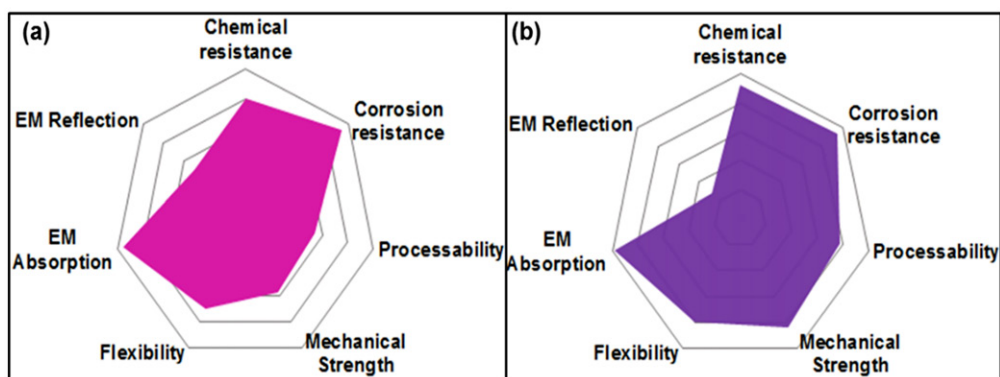 (a)
Chemical
resistance
EM Reflection
Corrosion
resistance
EM
Absorption
Processability
Flexibility
Mechanical
Strength
(b)
Chemical
resistance
EM Reflection
Corrosion
resistance
EM
Absorption
Processability
Flexibility
Mechanical
Strength